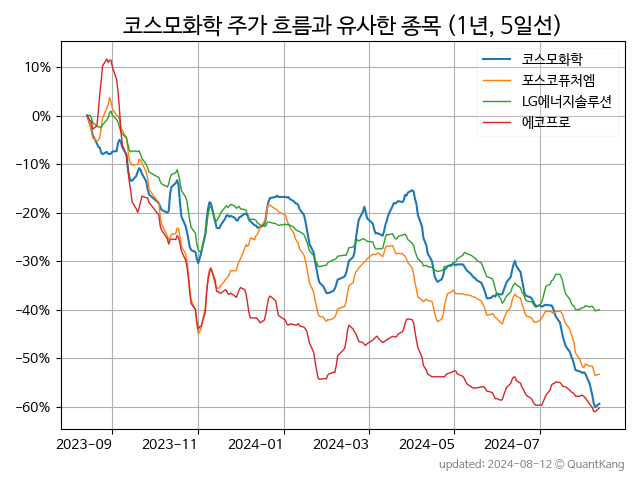 코스모화학 주가 흐름과 유사한 종목 (1년, 5일선)
코스모화학
포스코퓨처엠
LG에너지솔루션
에코프로
10%
0%
−10%
−20%
−30%
−40%
−50%
−60%
2023-09
2023-11
2024-01
2024-03
2024-05
2024-07
updated: 2024-08-12 © QuantKang